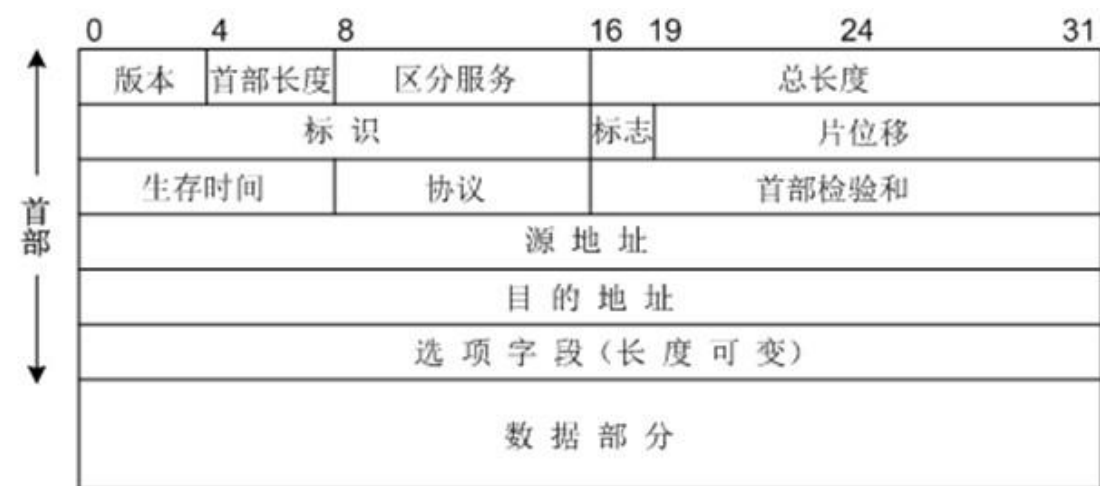 0 4 8 16 19 24 31
版本 首部长度 区分服务 总长度
标 识 标志 片位移
生存时间 协议 首部检验和
首部
源 地 址
目 的 地 址
选 项 字 段（长 度 可 变）
数 据 部 分